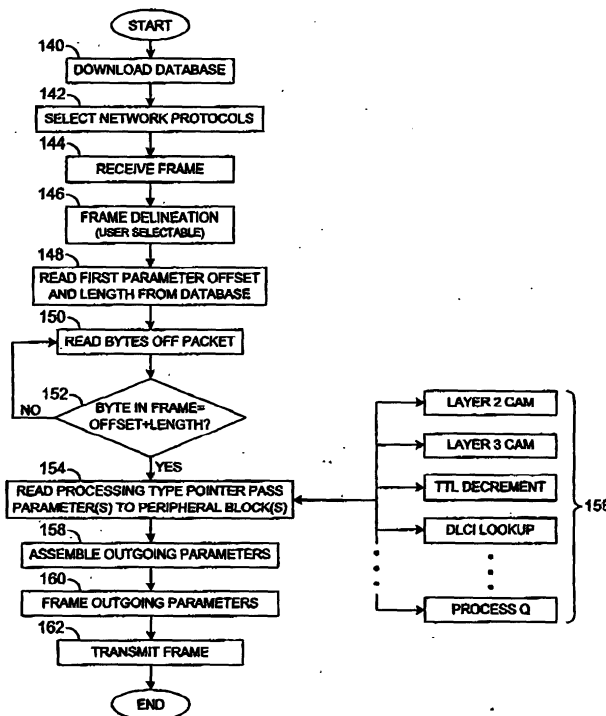 START
140
DOWNLOAD DATABASE
142
SELECT NETWORK PROTOCOLS
144
RECEIVE FRAME
146
FRAME DELINEATION
(USER SELECTABLE)
148
READ FIRST PARAMETER OFFSET
AND LENGTH FROM DATABASE
150
READ BYTES OFF PACKET
152
NO
BYTE IN FRAME=
OFFSET+LENGTH?
YES
154
READ PROCESSING TYPE POINTER PASS
PARAMETER(S) TO PERIPHERAL BLOCK(S)
158
ASSEMBLE OUTGOING PARAMETERS
160
FRAME OUTGOING PARAMETERS
162
TRANSMIT FRAME
END
LAYER 2 CAM
LAYER 3 CAM
TTL DECREMENT
DLCI LOOKUP
PROCESS Q
156